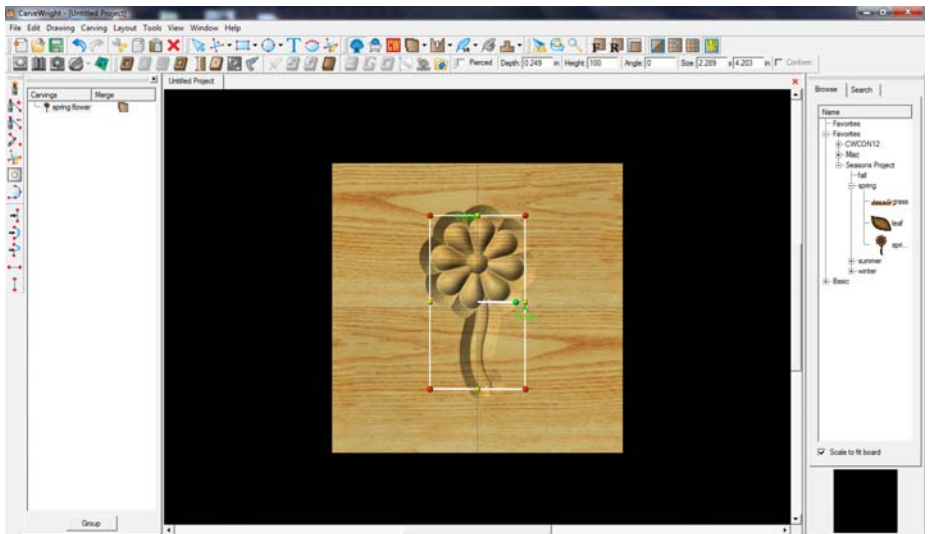 CarveWright - [Untitled Project]
File Edit Drawing Carving Layout Tools View Window Help
Pierced Depth: 0.249 in Height: 100 Angle: 0 Size: 2.289 x 4.203 in Conform
Untitled Project
Carvings Merge
spring flower
Group
Browse Search
Name
Favorites
Favorites
CWCON12
Misc
Seasons Project
fall
spring
grass
leaf
spri...
summer
winter
Basic
Scale to fit board